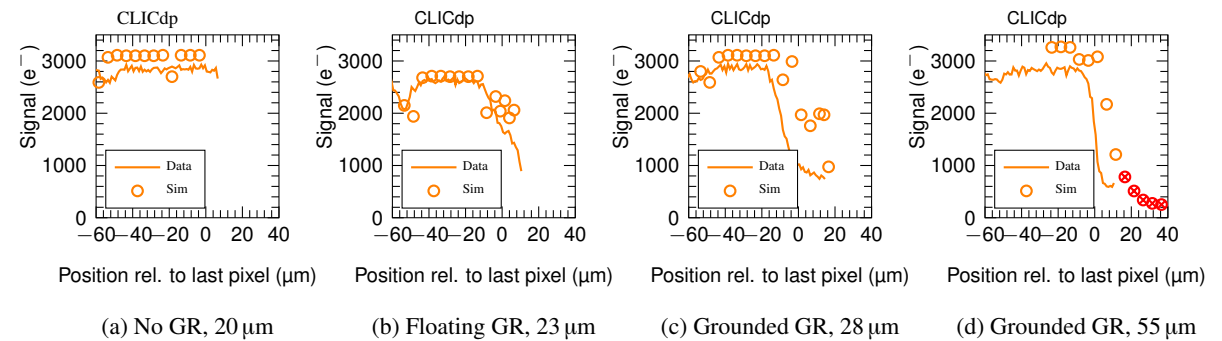 CLICdp
Signal (e⁻)
3000
2000
1000
0
−60 −40 −20 0 20 40
Data
Sim
Position rel. to last pixel (µm)
(a) No GR, 20 µm
CLICdp
Signal (e⁻)
3000
2000
1000
0
−60 −40 −20 0 20 40
Data
Sim
Position rel. to last pixel (µm)
(b) Floating GR, 23 µm
CLICdp
Signal (e⁻)
3000
2000
1000
0
−60 −40 −20 0 20 40
Data
Sim
Position rel. to last pixel (µm)
(c) Grounded GR, 28 µm
CLICdp
Signal (e⁻)
3000
2000
1000
0
−60 −40 −20 0 20 40
Data
Sim
Position rel. to last pixel (µm)
(d) Grounded GR, 55 µm